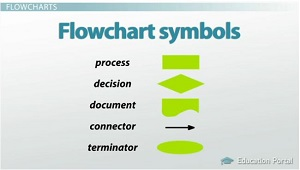 FLOWCHARTS
Flowchart symbols
process
decision
document
connector
terminator
Education Portal